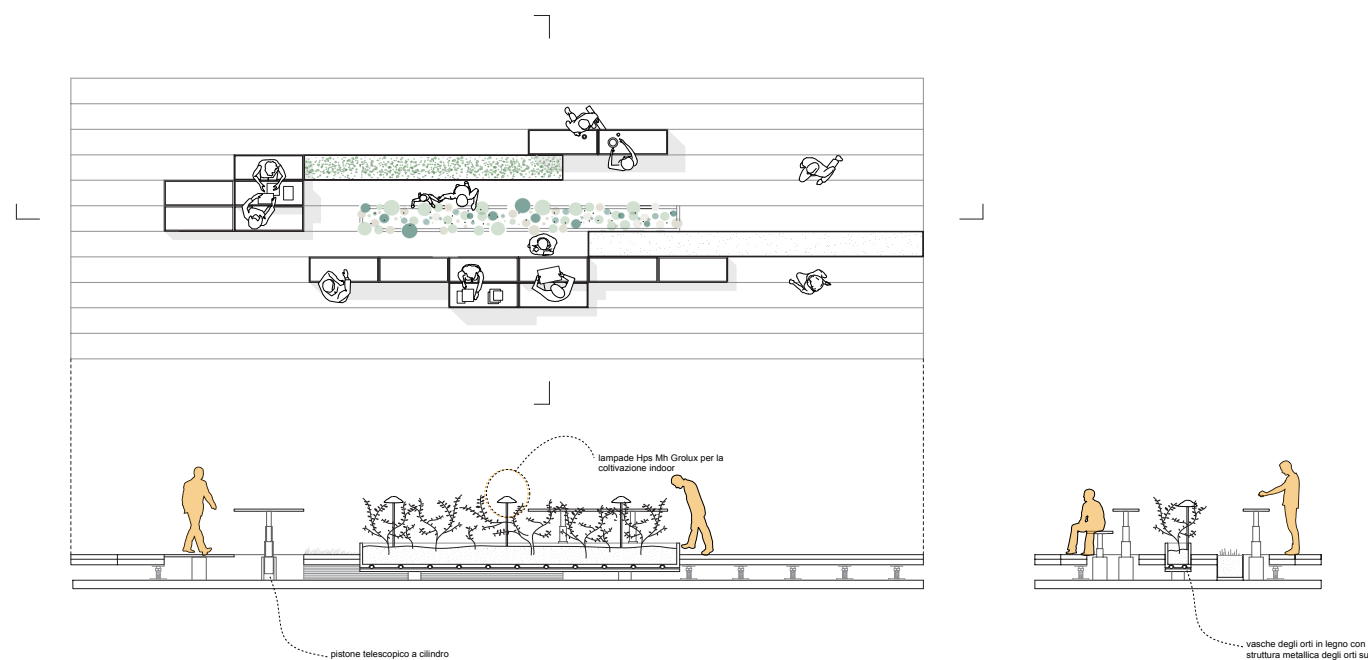 lampade Hps Mh Grolux per la
coltivazione indoor
pistone telescopico a cilindro
vasche degli orti in legno con
struttura metallica degli orti su